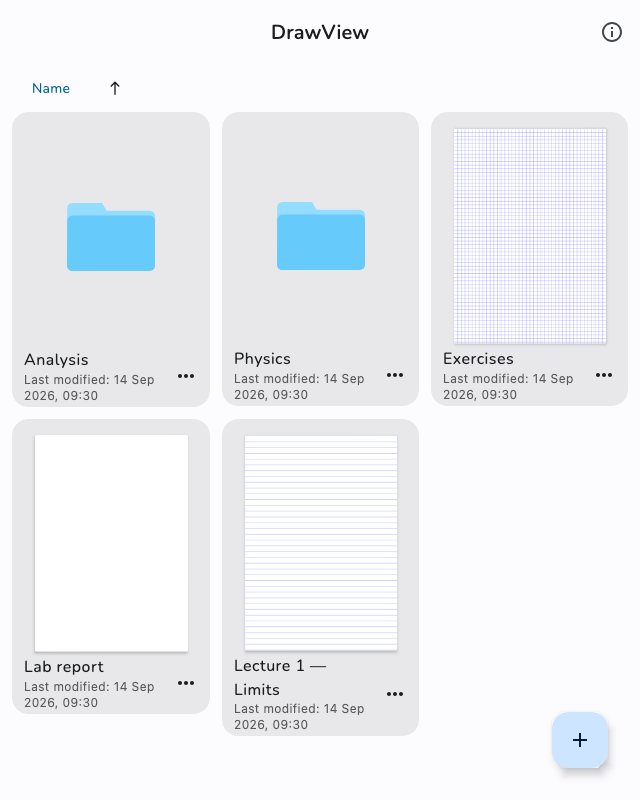 DrawView
Name
Analysis
Last modified: 14 Sep
2026, 09:30
Physics
Last modified: 14 Sep
2026, 09:30
Exercises
Last modified: 14 Sep
2026, 09:30
Lab report
Last modified: 14 Sep
2026, 09:30
Lecture 1 —
Limits
Last modified: 14 Sep
2026, 09:30